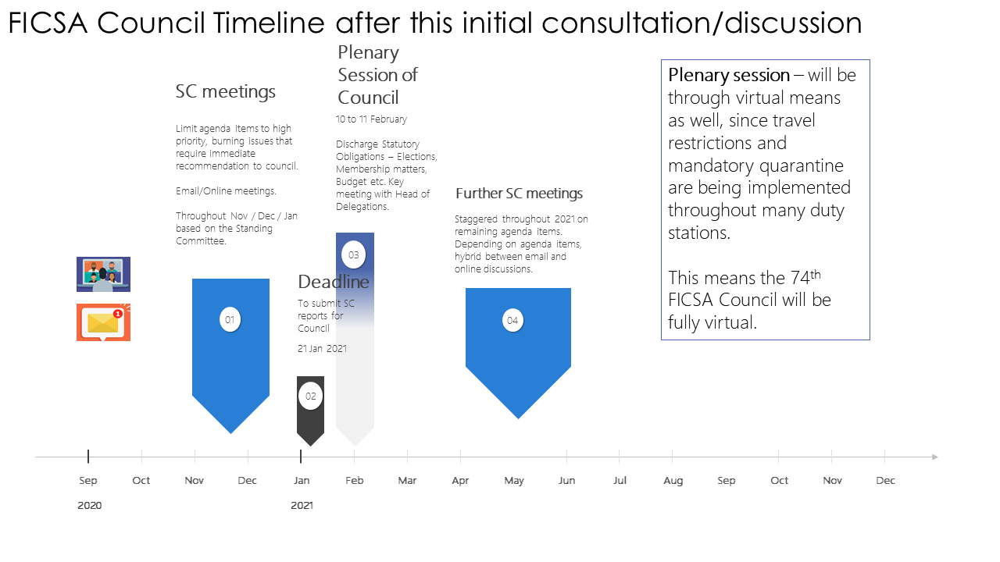 FICSA Council Timeline after this initial consultation/discussion
SC meetings
Limit agenda items to high
priority, burning issues that
require immediate
recommendation to council.
Email/Online meetings.
Throughout Nov / Dec / Jan
based on the Standing
Committee.
01
Deadline
To submit SC
reports for
Council
21 Jan 2021
02
Plenary
Session of
Council
10 to 11 February
Discharge Statutory
Obligations – Elections,
Membership matters,
Budget etc. Key
meeting with Head of
Delegations.
03
Further SC meetings
Staggered throughout 2021 on
remaining agenda items.
Depending on agenda items,
hybrid between email and
online discussions.
04
Plenary session – will be
through virtual means
as well, since travel
restrictions and
mandatory quarantine
are being implemented
throughout many duty
stations.
This means the 74th
FICSA Council will be
fully virtual.
1
Sep Oct Nov Dec Jan Feb Mar Apr May Jun Jul Aug Sep Oct Nov Dec
2020 2021